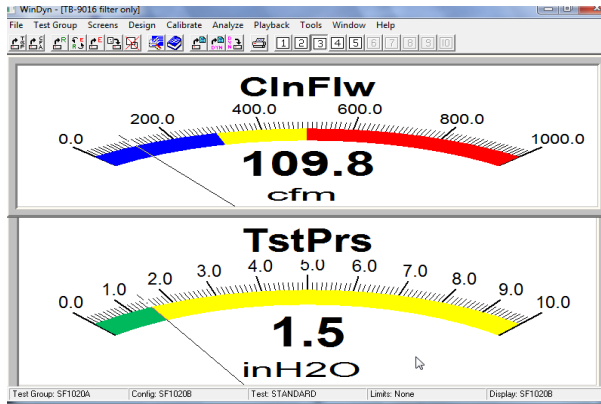 WinDyn - [TB-9016 filter only]
File Test Group Screens Design Calibrate Analyze Playback Tools Window Help
1 2 3 4 5 6 7 8 9 10
ClnFlw
0.0 200.0 400.0 600.0 800.0 1000.0
109.8
cfm
TstPrs
0.0 1.0 2.0 3.0 4.0 5.0 6.0 7.0 8.0 9.0 10.0
1.5
inH2O
Test Group: SF1020A Config: SF1020B Test: STANDARD Limits: None Display: SF1020B